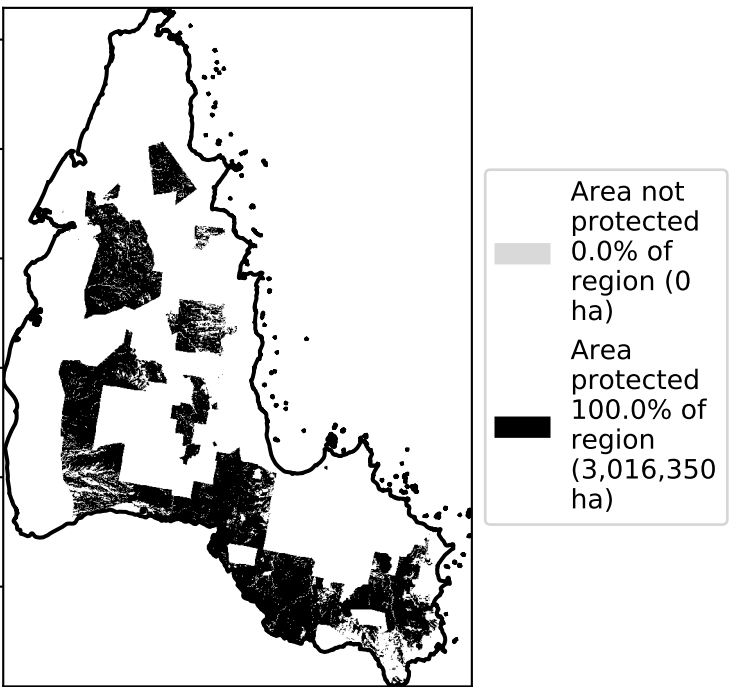 Area not
protected
0.0% of
region (0
ha)
Area
protected
100.0% of
region
(3,016,350
ha)